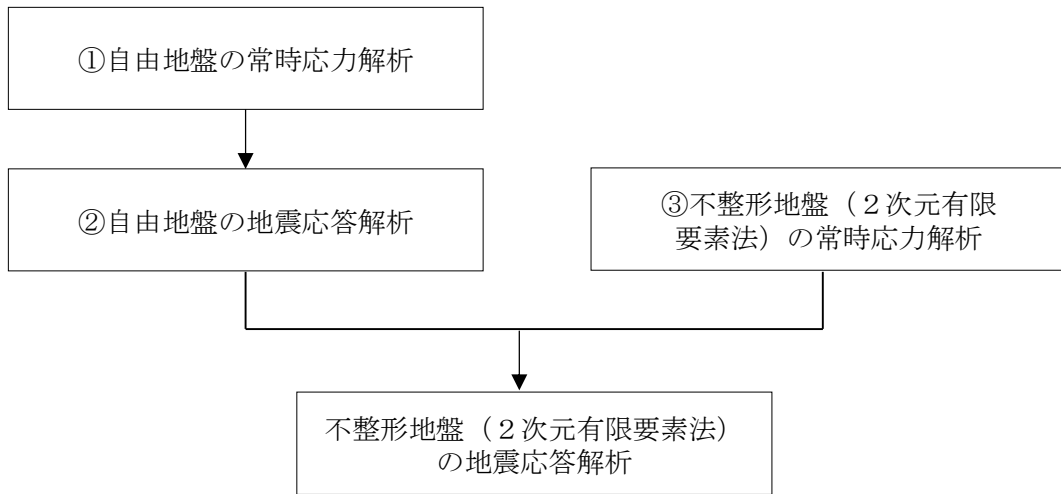 ①自由地盤の常時応力解析
②自由地盤の地震応答解析
③不整形地盤（２次元有限
要素法）の常時応力解析
不整形地盤（２次元有限要素法）
の地震応答解析